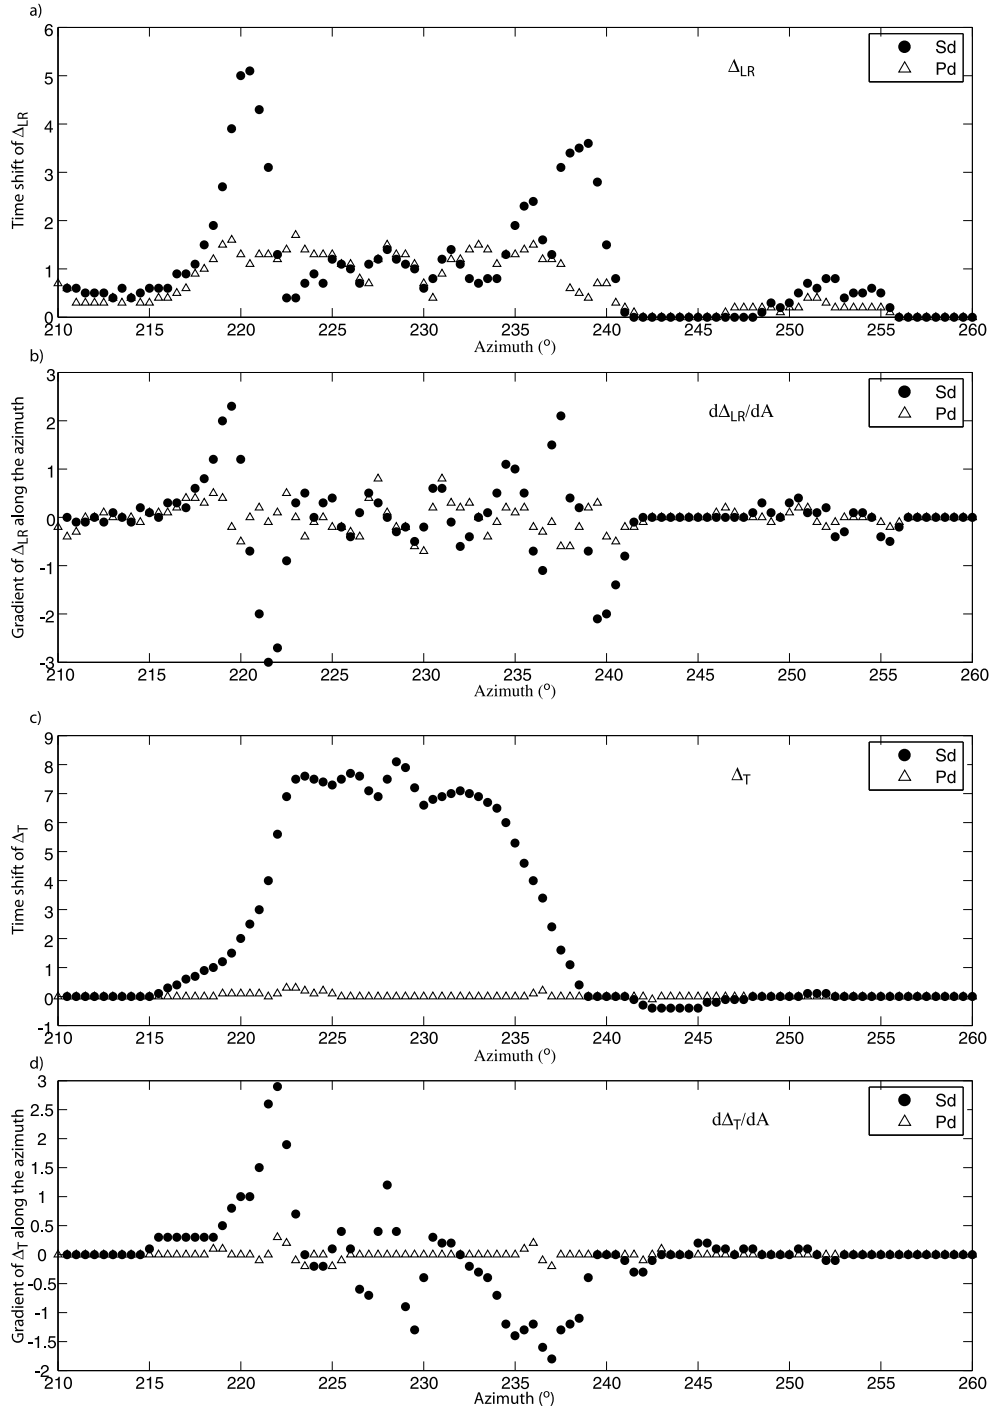 a)
Time shift of Δ_LR
6
5
4
3
2
1
0
Δ_LR
Sd
Pd
210 215 220 225 230 235 240 245 250 255 260
Azimuth (°)
b)
Gradient of Δ_LR along the azimuth
3
2
1
0
-1
-2
-3
dΔ_LR/dA
Sd
Pd
210 215 220 225 230 235 240 245 250 255 260
Azimuth (°)
c)
Time shift of Δ_T
9
8
7
6
5
4
3
2
1
0
-1
Δ_T
Sd
Pd
210 215 220 225 230 235 240 245 250 255 260
Azimuth (°)
d)
Gradient of Δ_T along the azimuth
3
2.5
2
1.5
1
0.5
0
-0.5
-1
-1.5
-2
dΔ_T/dA
Sd
Pd
210 215 220 225 230 235 240 245 250 255 260
Azimuth (°)